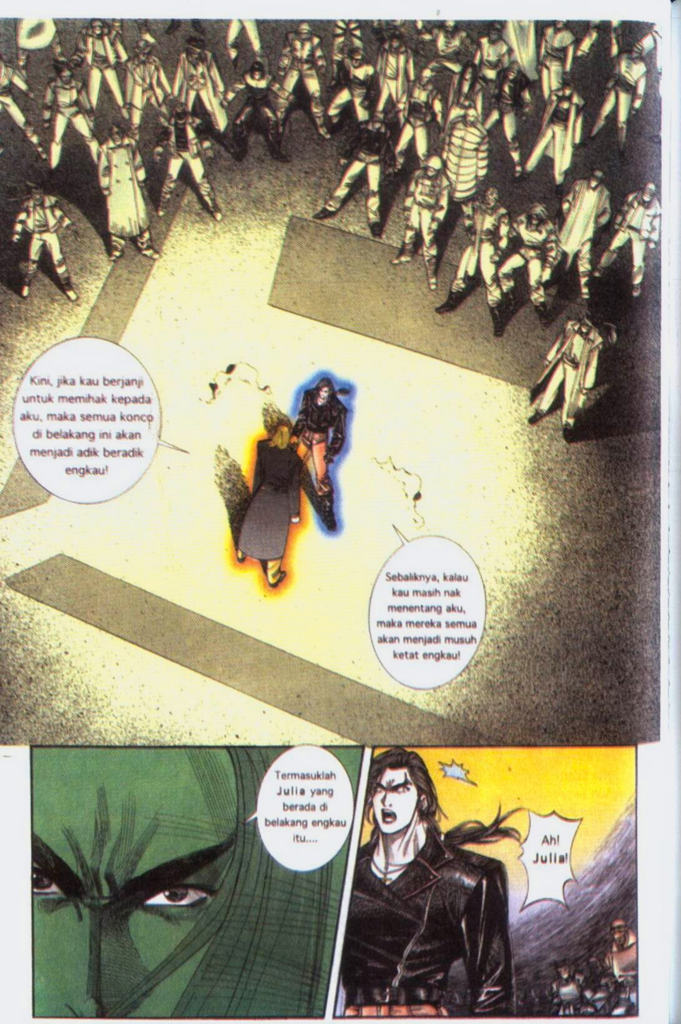 Kini, jika kau berjanji
untuk memihak kepada
aku, maka semua konco
di belakang ini akan
menjadi adik beradik
engkau!
Sebaliknya, kalau
kau masih nak
menentang aku,
maka mereka semua
akan menjadi musuh
ketat engkau!
Termasuklah
Julia yang
berada di
belakang engkau
itu....
Ah!
Julia!